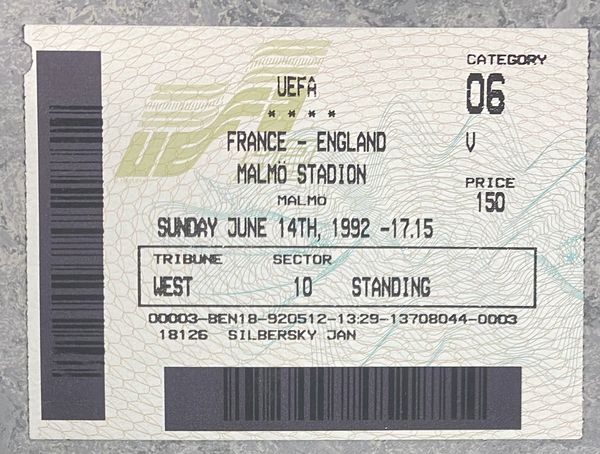 UEFA
* * * *
FRANCE - ENGLAND
MALMÖ STADION
MALMO
SUNDAY JUNE 14TH, 1992 -17.15
CATEGORY
06
V
PRICE
150
TRIBUNE SECTOR
WEST 10 STANDING
00003-BEN18-920512-13:29-13708044-0003
18126 SILBERSKY JAN